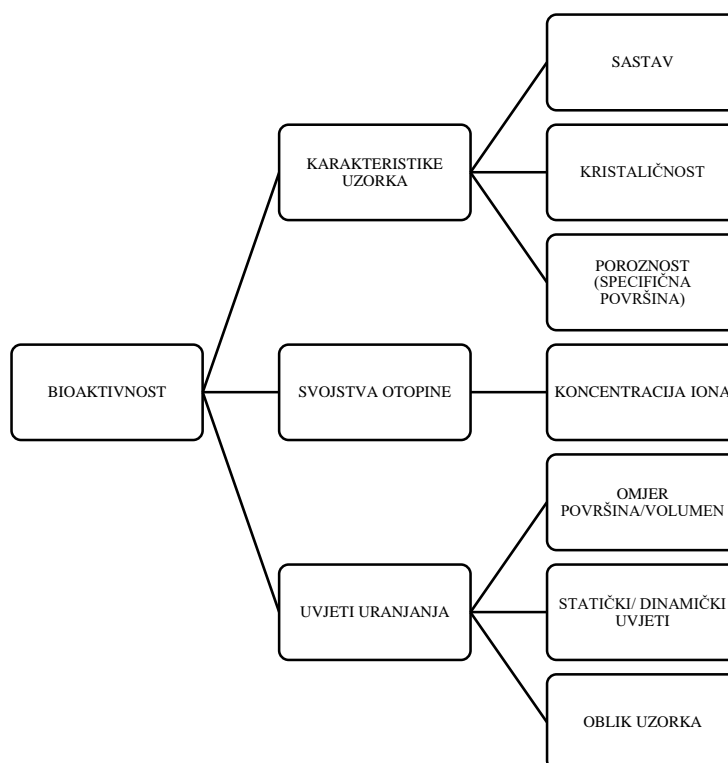 BIOAKTIVNOST
KARAKTERISTIKE
UZORKA
SASTAV
KRISTALIČNOST
POROZNOST
(SPECIFIČNA
POVRŠINA)
SVOJSTVA OTOPINE
KONCENTRACIJA IONA
UVJETI URANJANJA
OMJER
POVRŠINA/VOLUMEN
STATIČKI/ DINAMIČKI
UVJETI
OBLIK UZORKA